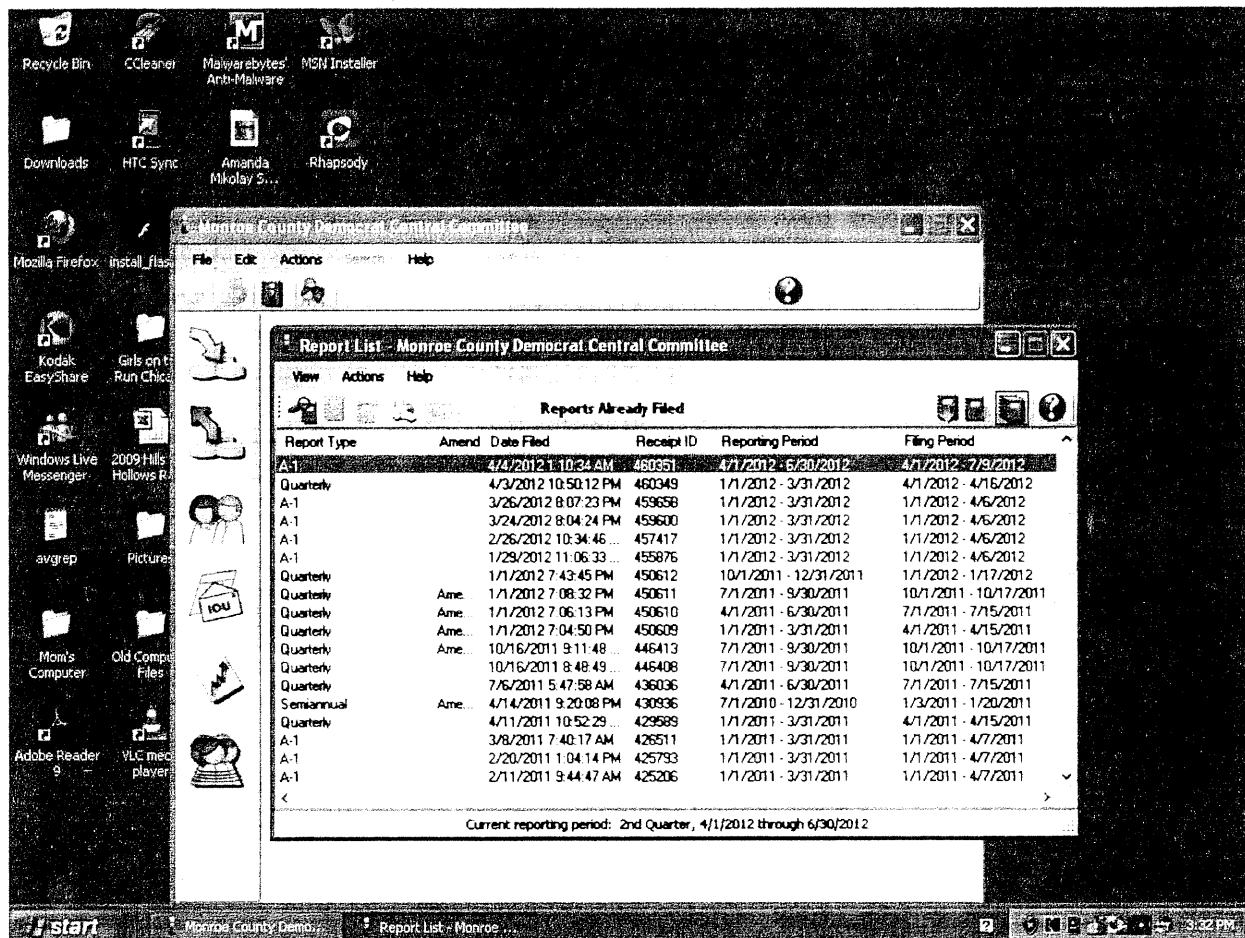 Recycle Bin CCleaner Malwarebytes' Anti-Malware MSN Installer
Downloads HTC Sync Amanda Mikolay S... Rhapsody
Mozilla Firefox install_flas
Kodak EasyShare Girls on t Run Chica
Windows Live Messenger 2009 Hills Hollows R
avgrep Pictures
Mom's Computer Old Compu Files
Adobe Reader 9 VLC med player
Monroe County Democrat Central Committee
File Edit Actions Search Help
Report List - Monroe County Democrat Central Committee
View Actions Help
Reports Already Filed
Report Type Amend Date Filed Receipt ID Reporting Period Filing Period
A-1 4/4/2012 1:10:34 AM 460351 4/1/2012 - 6/30/2012 4/1/2012 - 7/9/2012
Quarterly 4/3/2012 10:50:12 PM 460349 1/1/2012 - 3/31/2012 4/1/2012 - 4/16/2012
A-1 3/26/2012 8:07:23 PM 459658 1/1/2012 - 3/31/2012 1/1/2012 - 4/6/2012
A-1 3/24/2012 8:04:24 PM 459600 1/1/2012 - 3/31/2012 1/1/2012 - 4/6/2012
A-1 2/26/2012 10:34:46 ... 457417 1/1/2012 - 3/31/2012 1/1/2012 - 4/6/2012
A-1 1/29/2012 11:06:33 ... 455876 1/1/2012 - 3/31/2012 1/1/2012 - 4/6/2012
Quarterly 1/1/2012 7:43:45 PM 450612 10/1/2011 - 12/31/2011 1/1/2012 - 1/17/2012
Quarterly Ame... 1/1/2012 7:08:32 PM 450611 7/1/2011 - 9/30/2011 10/1/2011 - 10/17/2011
Quarterly Ame... 1/1/2012 7:06:13 PM 450610 4/1/2011 - 6/30/2011 7/1/2011 - 7/15/2011
Quarterly Ame... 1/1/2012 7:04:50 PM 450609 1/1/2011 - 3/31/2011 4/1/2011 - 4/15/2011
Quarterly Ame... 10/16/2011 9:11:48 ... 446413 7/1/2011 - 9/30/2011 10/1/2011 - 10/17/2011
Quarterly 10/16/2011 8:48:49 ... 446408 7/1/2011 - 9/30/2011 10/1/2011 - 10/17/2011
Quarterly 7/6/2011 5:47:58 AM 436036 4/1/2011 - 6/30/2011 7/1/2011 - 7/15/2011
Semiannual Ame... 4/14/2011 9:20:08 PM 430936 7/1/2010 - 12/31/2010 1/3/2011 - 1/20/2011
Quarterly 4/11/2011 10:52:29 ... 429589 1/1/2011 - 3/31/2011 4/1/2011 - 4/15/2011
A-1 3/8/2011 7:40:17 AM 426511 1/1/2011 - 3/31/2011 1/1/2011 - 4/7/2011
A-1 2/20/2011 1:04:14 PM 425793 1/1/2011 - 3/31/2011 1/1/2011 - 4/7/2011
A-1 2/11/2011 9:44:47 AM 425206 1/1/2011 - 3/31/2011 1/1/2011 - 4/7/2011
Current reporting period: 2nd Quarter, 4/1/2012 through 6/30/2012
IOU
start Monroe County Demo... Report List - Monroe ... 3:32 PM